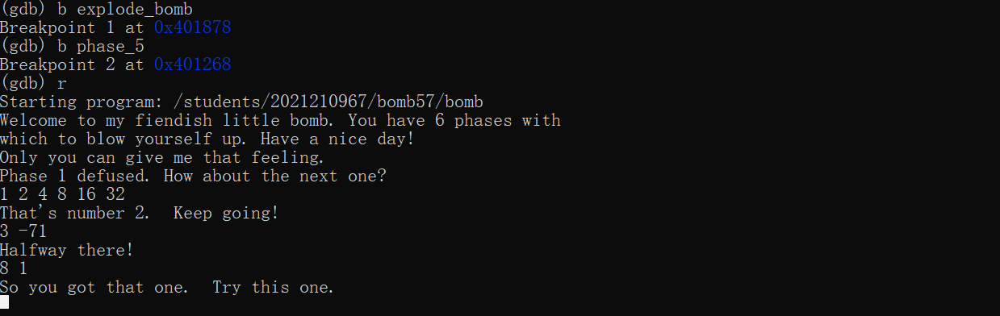 (gdb) b explode_bomb
Breakpoint 1 at 0x401878
(gdb) b phase_5
Breakpoint 2 at 0x401268
(gdb) r
Starting program: /students/2021210967/bomb57/bomb
Welcome to my fiendish little bomb. You have 6 phases with
which to blow yourself up. Have a nice day!
Only you can give me that feeling.
Phase 1 defused. How about the next one?
1 2 4 8 16 32
That's number 2.  Keep going!
3 -71
Halfway there!
8 1
So you got that one.  Try this one.